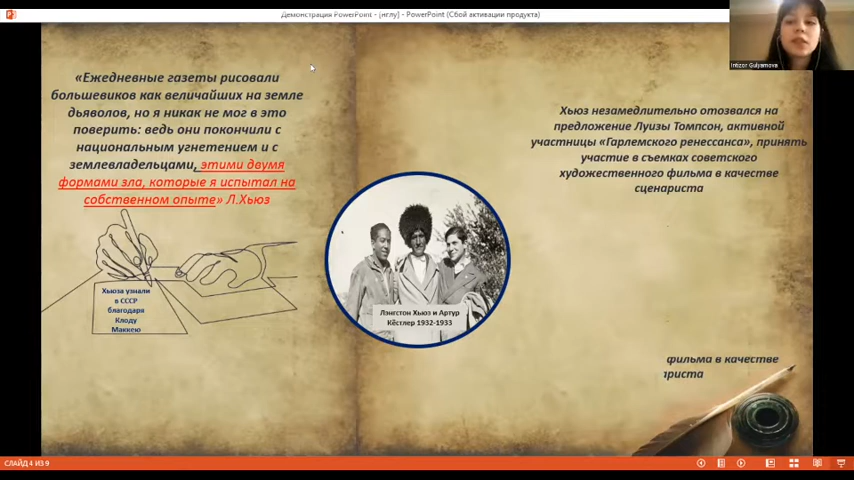 Демонстрация PowerPoint - [нглу] - PowerPoint (Сбой активации продукта)
Intizor Gulyamova
«Ежедневные газеты рисовали
большевиков как величайших на земле
дьяволов, но я никак не мог в это
поверить: ведь они покончили с
национальным угнетением и с
землевладельцами, этими двумя
формами зла, которые я испытал на
собственном опыте» Л.Хьюз
Хьюза узнали
в СССР
благодаря
Клоду
Маккею
Лэнгстон Хьюз и Артур
Кёстлер 1932-1933
Хьюз незамедлительно отозвался на
предложение Луизы Томпсон, активной
участницы «Гарлемского ренессанса», принять
участие в съемках советского
художественного фильма в качестве
сценариста
фильма в качестве
ариста
СЛАЙД 4 ИЗ 9